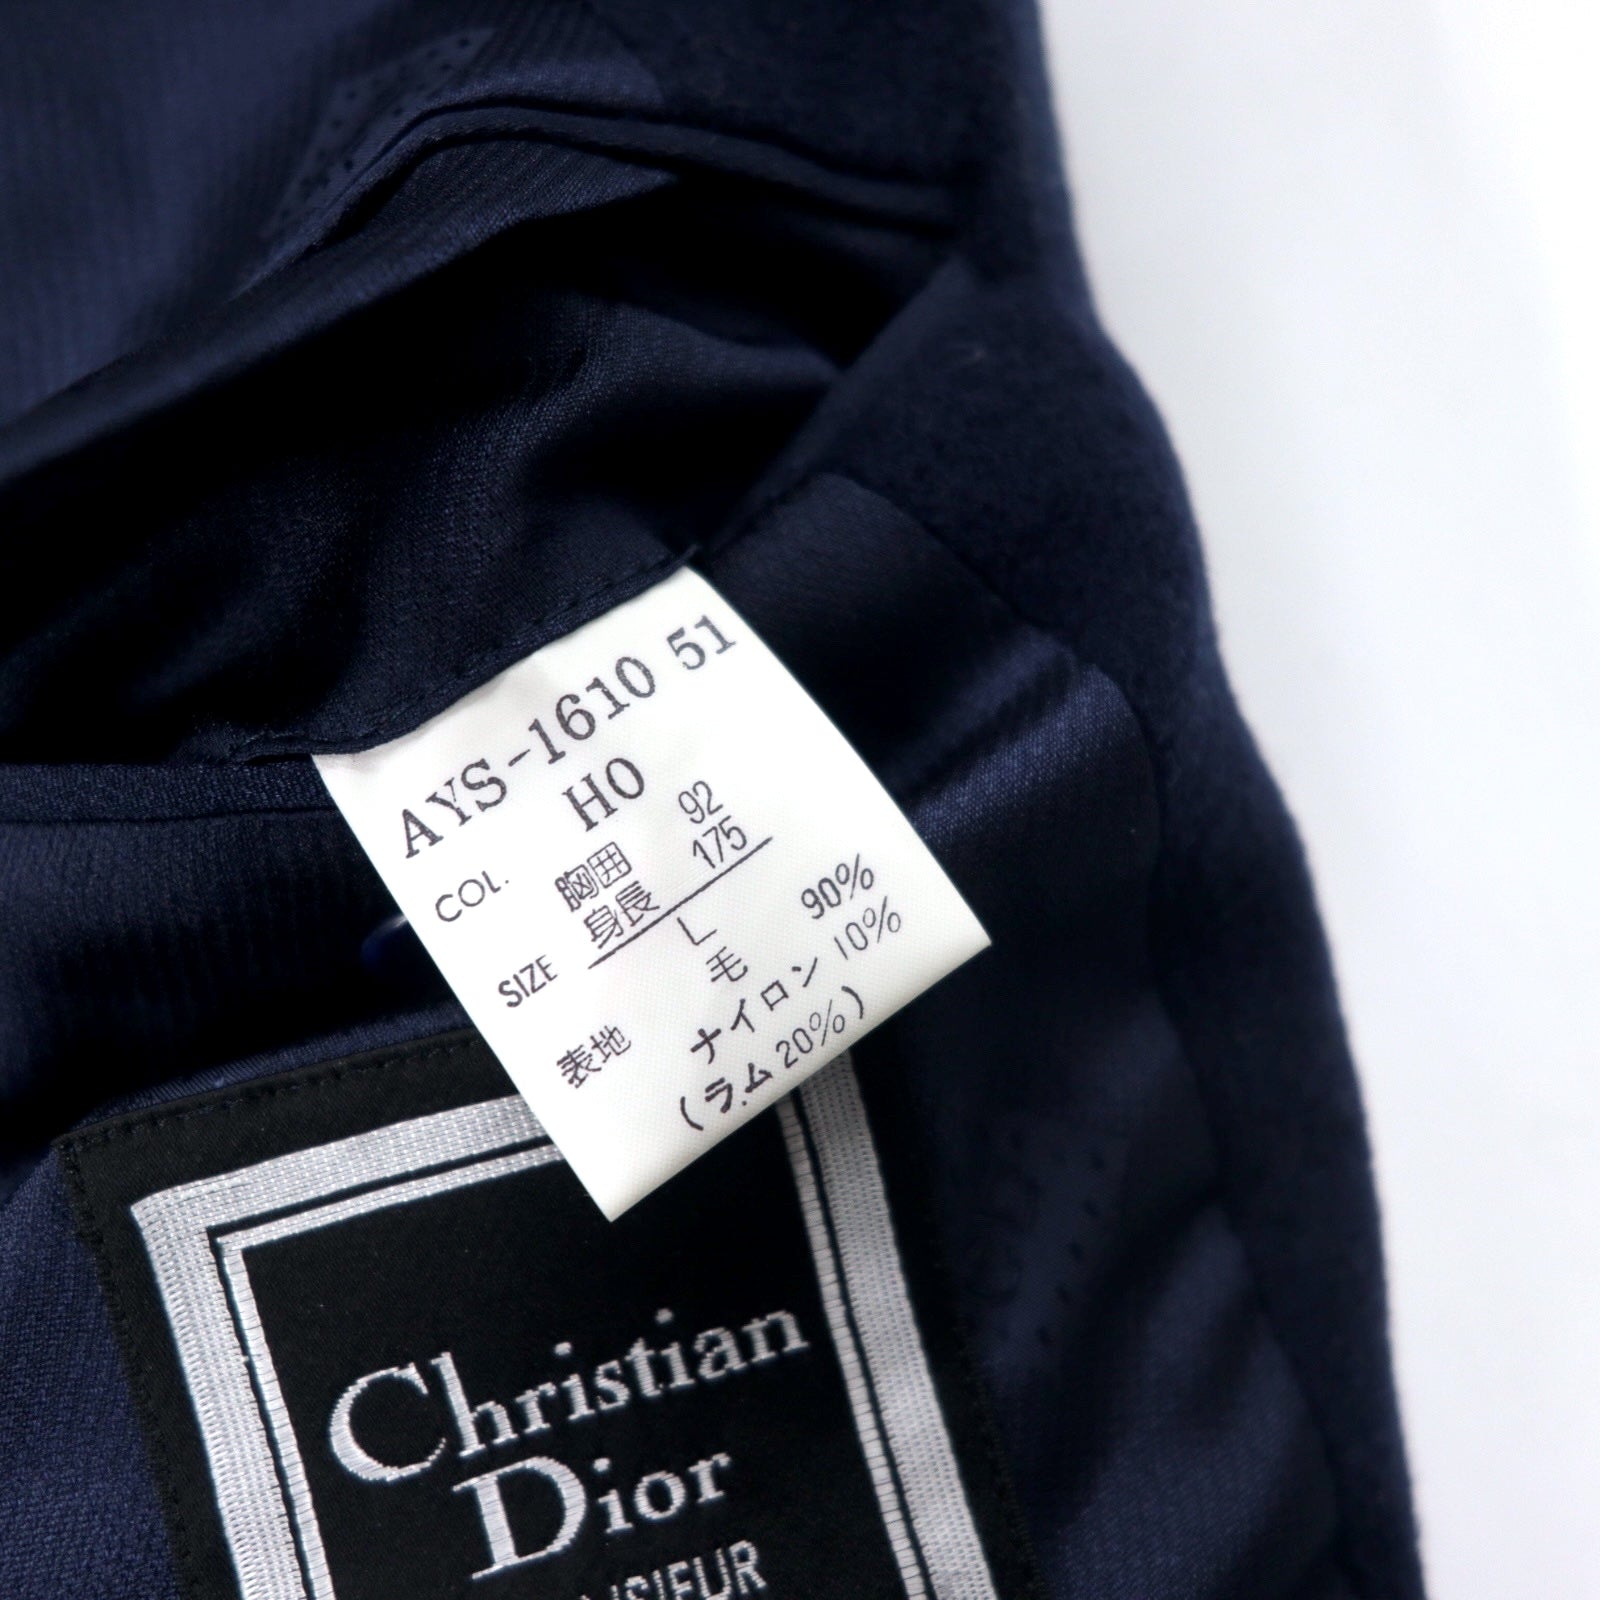 AYS-1610 51
COL. HO
胸囲 92
身長 175
SIZE L
表地 毛 90%
ナイロン 10%
(ラム 20%)
Christian
Dior